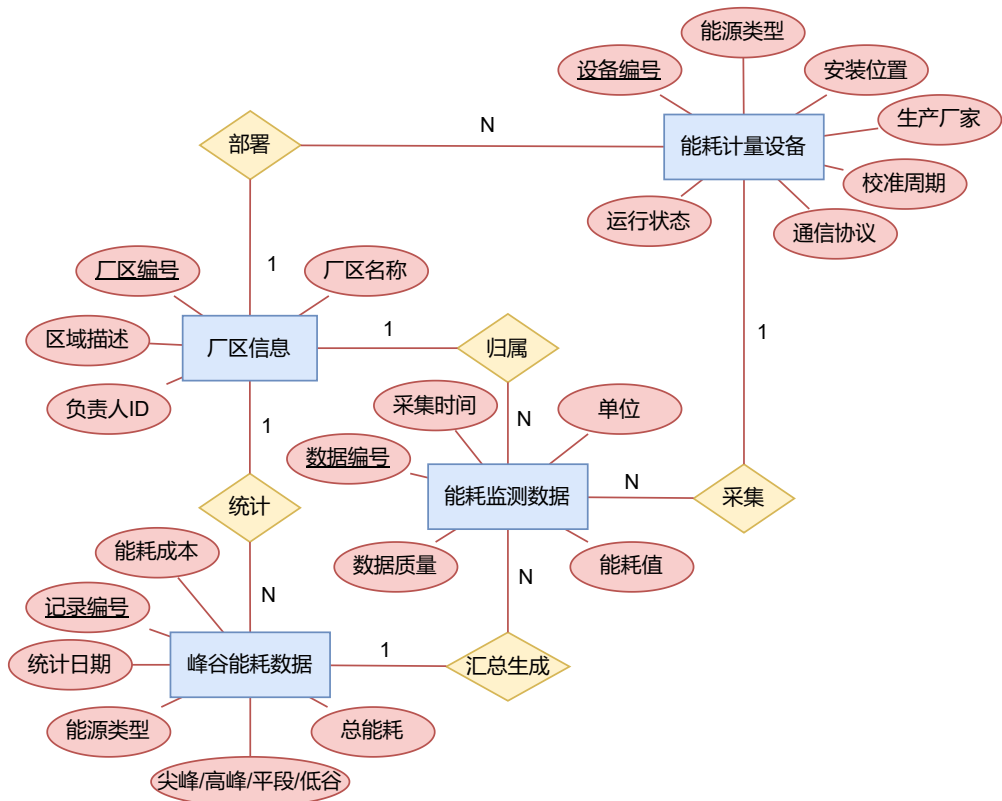 能源类型
设备编号
安装位置
生产厂家
部署
N
能耗计量设备
校准周期
运行状态
通信协议
1
厂区编号
厂区名称
区域描述
厂区信息
1
归属
1
负责人ID
采集时间
单位
N
1
数据编号
统计
能耗监测数据
N
采集
能耗成本
数据质量
能耗值
N
N
记录编号
统计日期
峰谷能耗数据
1
汇总生成
能源类型
总能耗
尖峰/高峰/平段/低谷